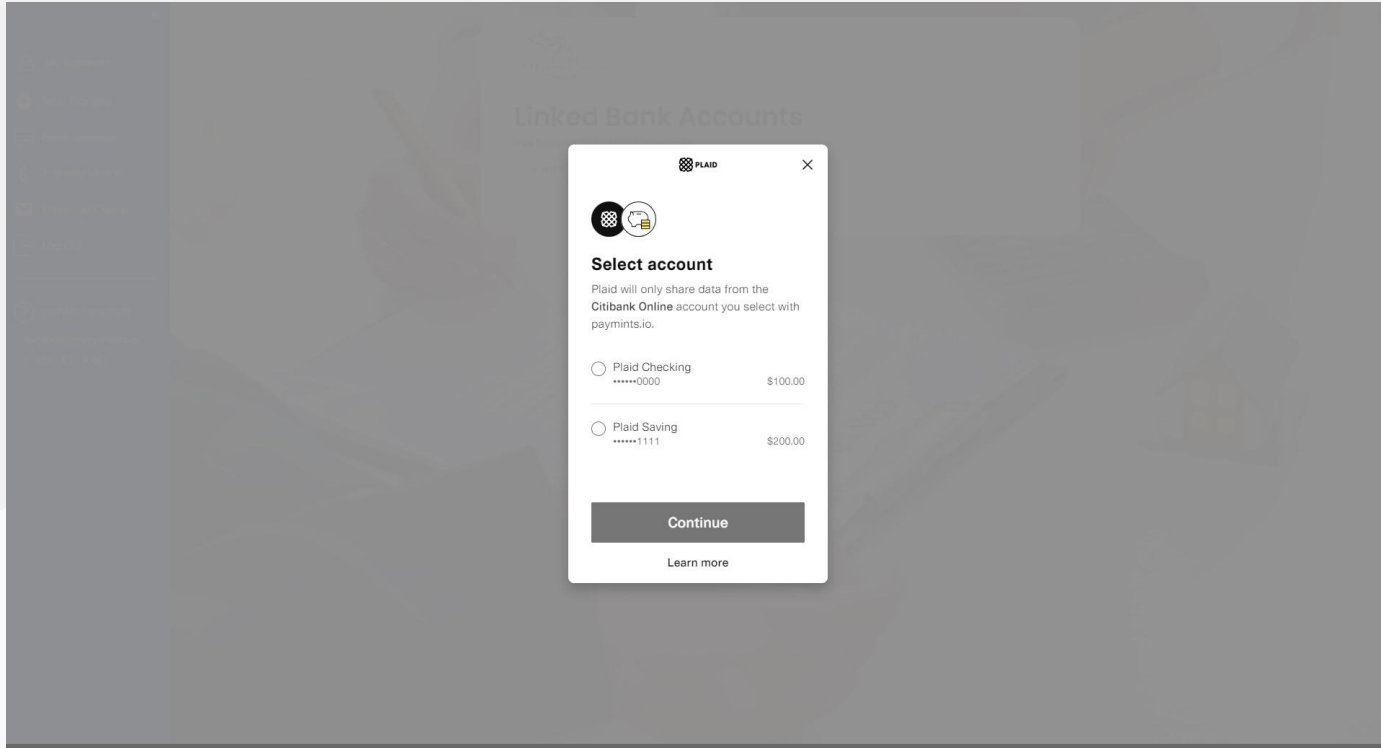 Linked Bank Accounts
PLAID
Select account
Plaid will only share data from the
Citibank Online account you select with
paymints.io.
Plaid Checking
••••••0000 $100.00
Plaid Saving
••••••1111 $200.00
Continue
Learn more